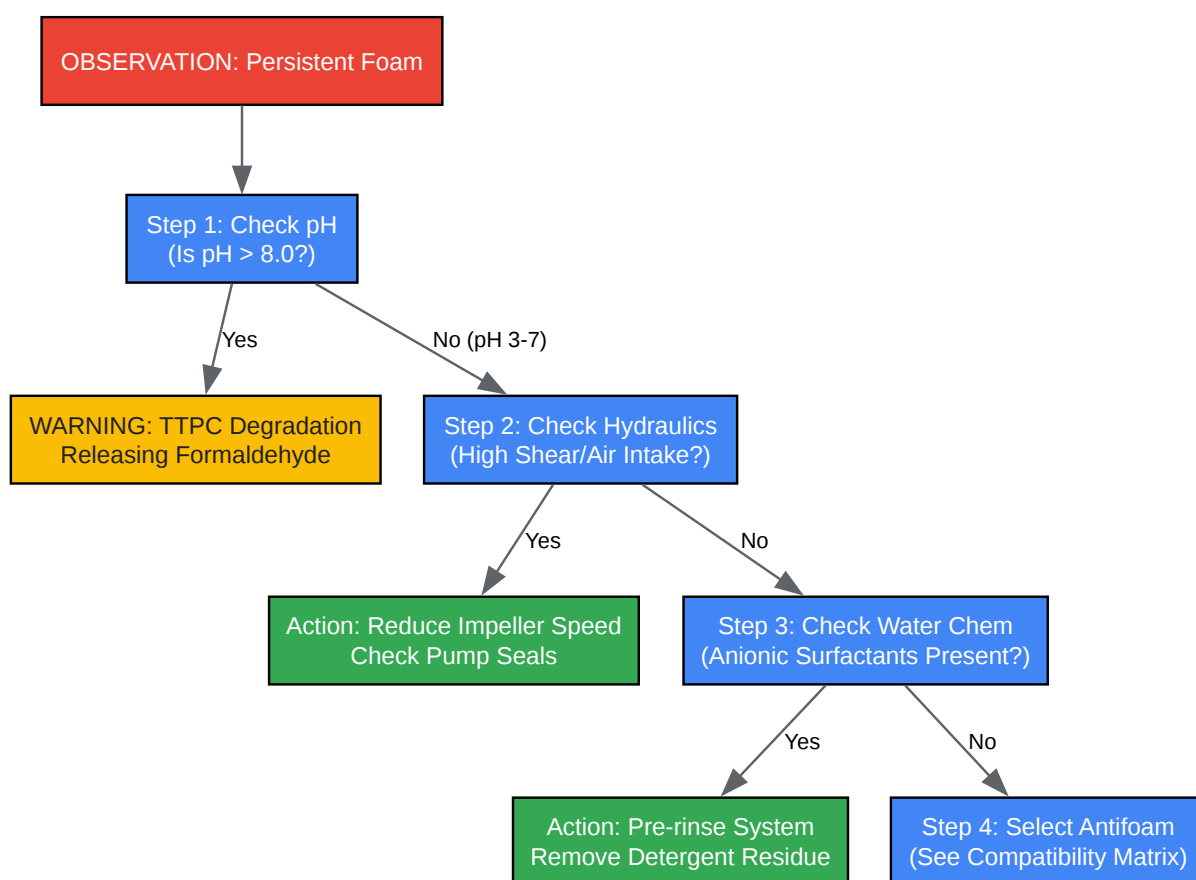 OBSERVATION: Persistent Foam
Step 1: Check pH
(Is pH > 8.0?)
Yes
No (pH 3-7)
WARNING: TTPC Degradation
Releasing Formaldehyde
Step 2: Check Hydraulics
(High Shear/Air Intake?)
Yes
No
Action: Reduce Impeller Speed
Check Pump Seals
Step 3: Check Water Chem
(Anionic Surfactants Present?)
Yes
No
Action: Pre-rinse System
Remove Detergent Residue
Step 4: Select Antifoam
(See Compatibility Matrix)